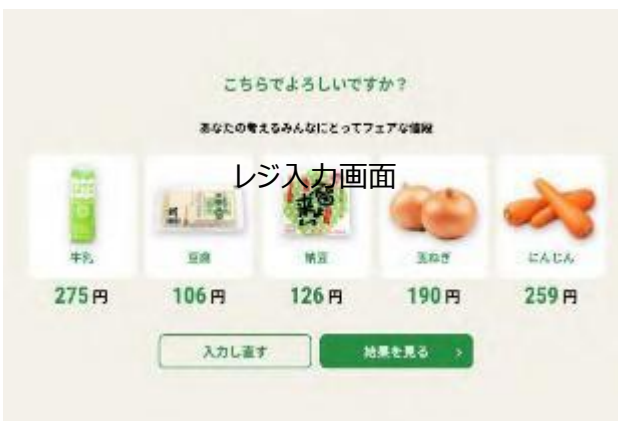 こちらでよろしいですか？
あなたの考えるみんなにとってフェアな値段
レジ入力画面
牛乳
豆腐
納豆
玉ねぎ
にんじん
275円
106円
126円
190円
259円
入力し直す
結果を見る